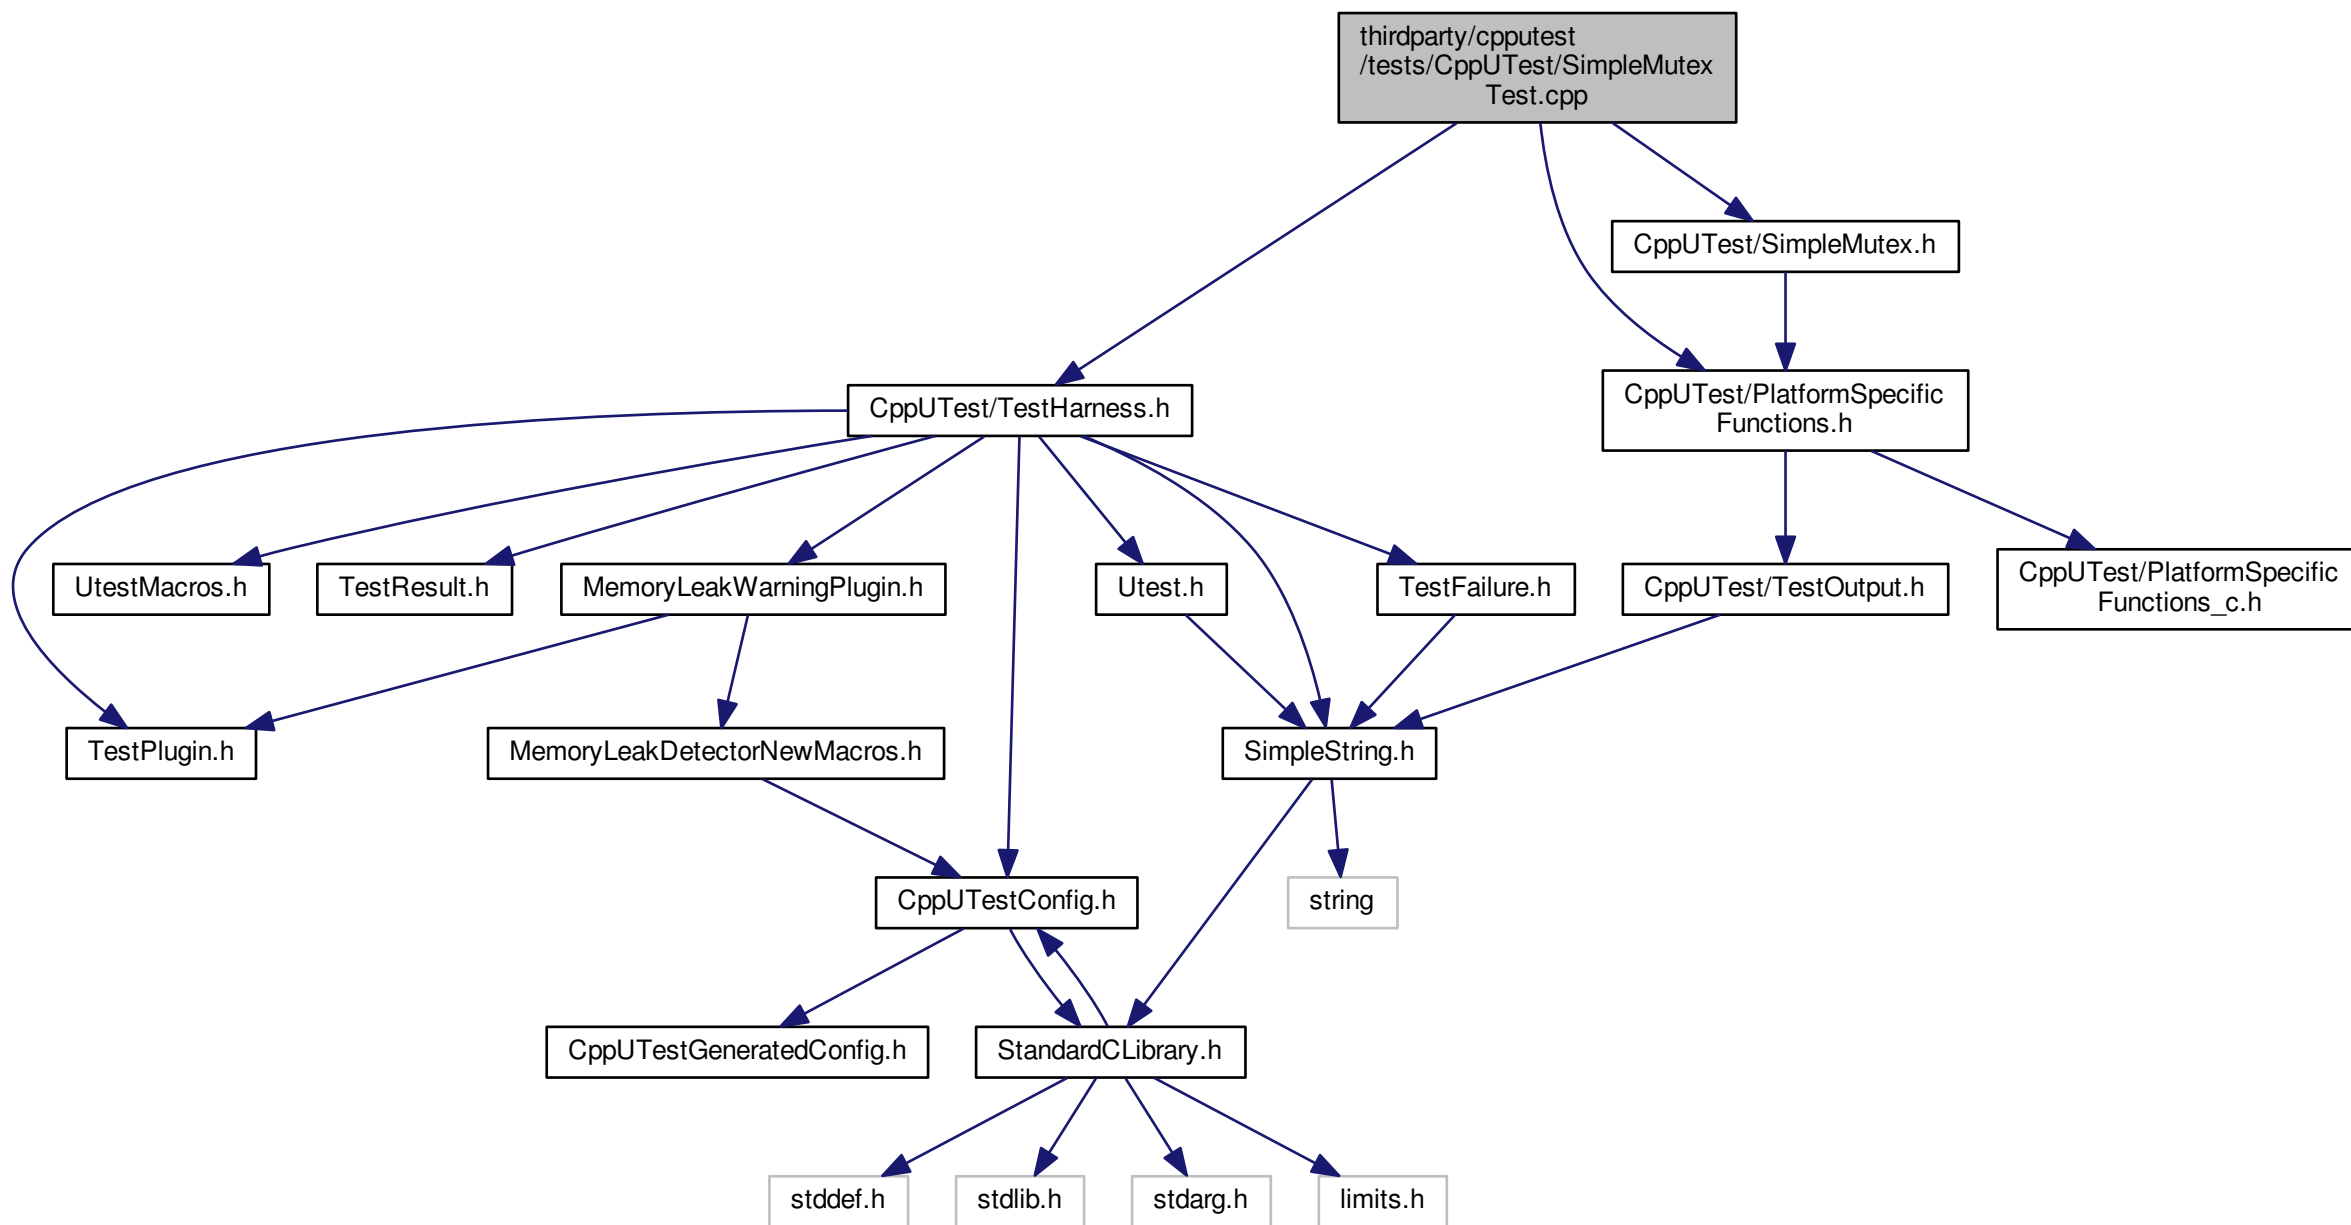 thirdparty/cpputest
/tests/CppUTest/SimpleMutex
Test.cpp
CppUTest/SimpleMutex.h
CppUTest/TestHarness.h
CppUTest/PlatformSpecific
Functions.h
UtestMacros.h
TestResult.h
MemoryLeakWarningPlugin.h
Utest.h
TestFailure.h
CppUTest/TestOutput.h
CppUTest/PlatformSpecific
Functions_c.h
TestPlugin.h
MemoryLeakDetectorNewMacros.h
SimpleString.h
CppUTestConfig.h
string
CppUTestGeneratedConfig.h
StandardCLibrary.h
stddef.h
stdlib.h
stdarg.h
limits.h